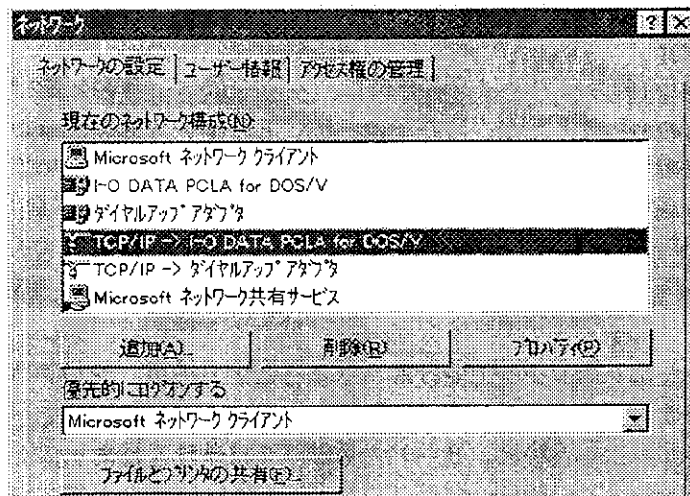 ネットワーク
ネットワークの設定 ユーザー情報 アクセス権の管理
現在のネットワーク構成(N):
Microsoft ネットワーク クライアント
I-O DATA PCLA for DOS/V
ダイヤルアップ アダプタ
TCP/IP -> I-O DATA PCLA for DOS/V
TCP/IP -> ダイヤルアップ アダプタ
Microsoft ネットワーク共有サービス
追加(A)... 削除(R) プロパティ(P)
優先的にログオンする
Microsoft ネットワーク クライアント
ファイルとプリンタの共有(F)...